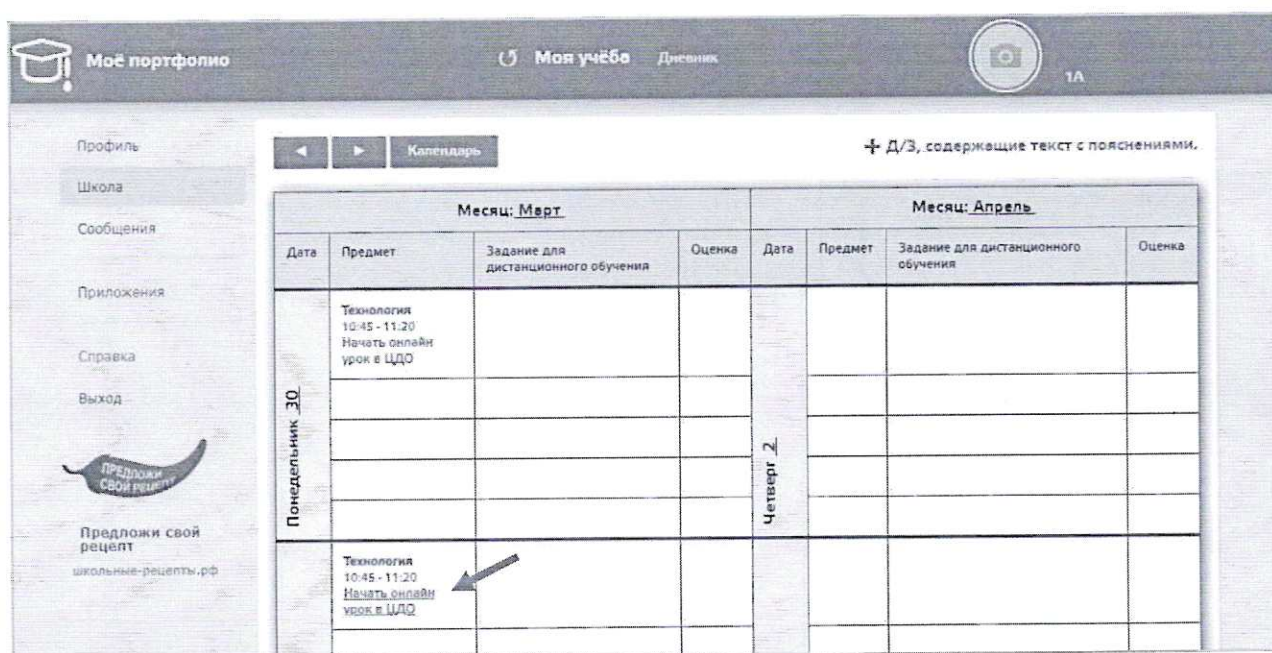 Моё портфолио
Моя учёба Дневник
1А
Профиль
Школа
Сообщения
Приложения
Справка
Выход
ПРЕДЛОЖИ
СВОЙ РЕЦЕПТ
Предложи свой
рецепт
школьные-рецепты.рф
Календарь
+ Д/З, содержащие текст с пояснениями.
Месяц: Март
Месяц: Апрель
Дата
Предмет
Задание для
дистанционного обучения
Оценка
Дата
Предмет
Задание для дистанционного
обучения
Оценка
Понедельник 30
Технология
10:45 - 11:20
Начать онлайн
урок в ЦДО
Четверг 2
Технология
10:45 - 11:20
Начать онлайн
урок в ЦДО